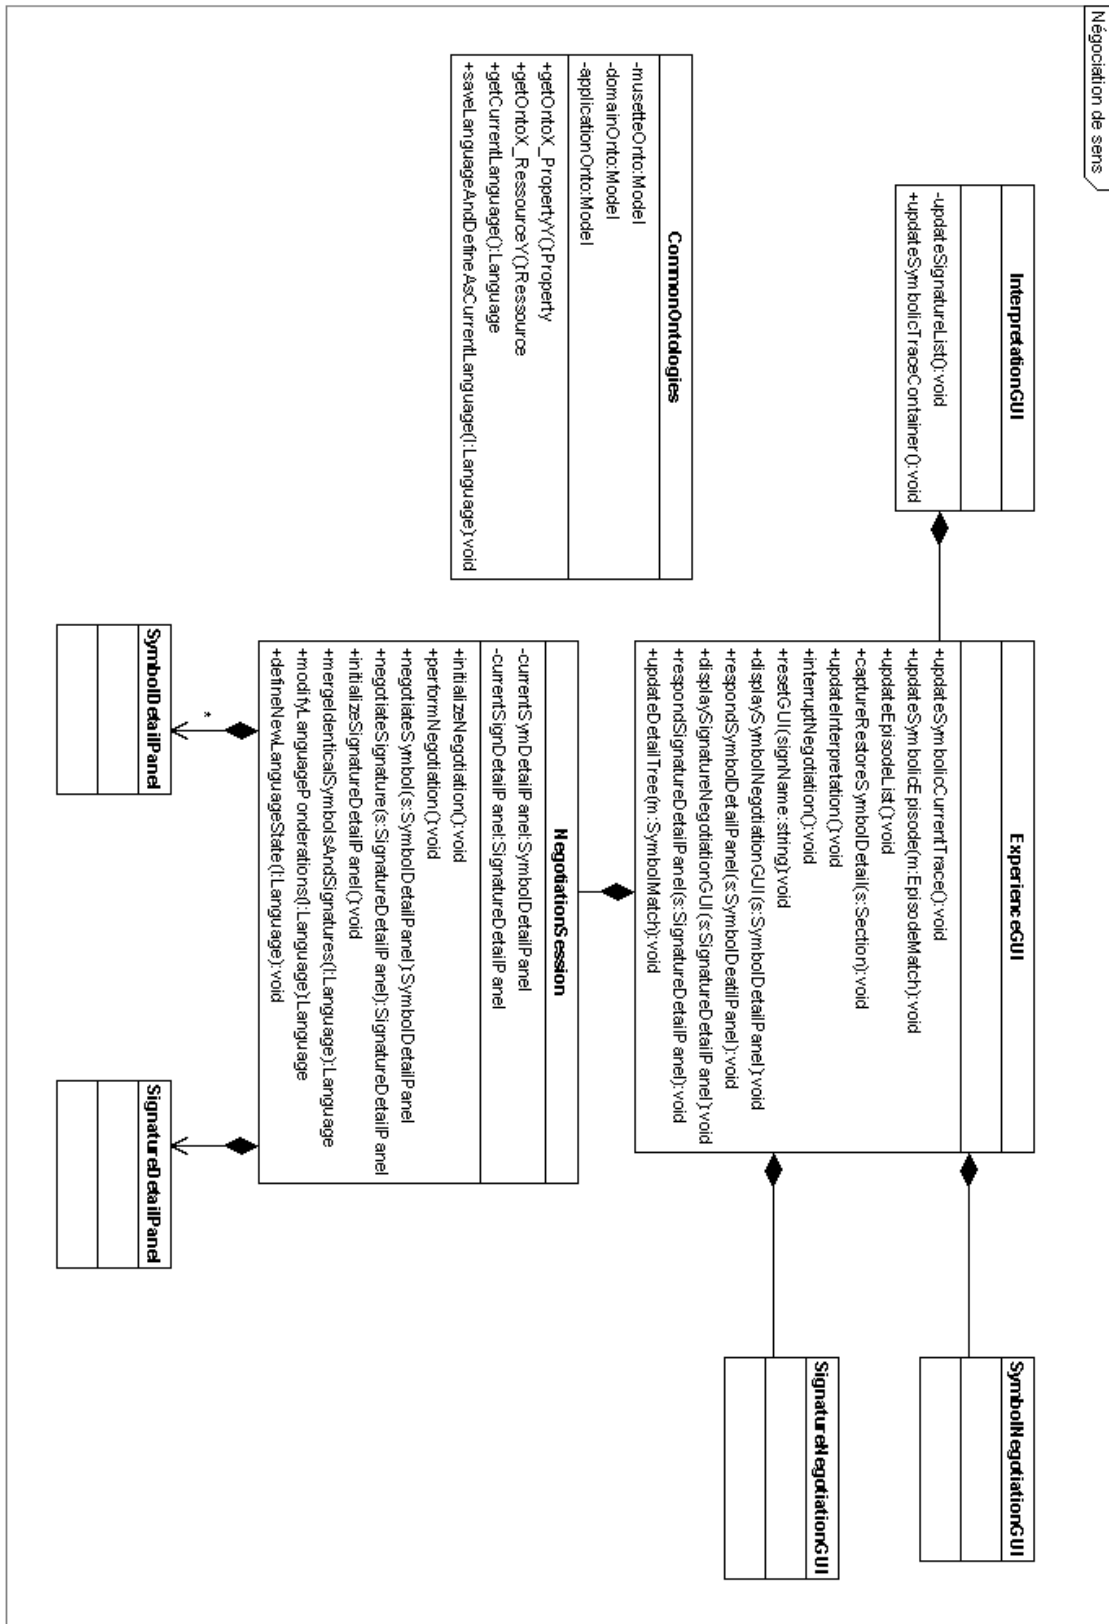 Négociation de sens
InterpretationGUI
-updateSignatureList():void
+updateSymbolicTraceContainer():void
ExperienceGUI
+updateSymbolicCurrentTrace():void
+updateSymbolicEpisode(m:EpisodeMatch):void
+updateEpisodeList():void
+captureRestoreSymbolDetail(s:Section):void
+updateInterpretation():void
+interruptNegotiation():void
+resetGUI(signName:string):void
+displaySymbolNegotiationGUI(s:SymbolDetailPanel):void
+respondSymbolDetailPanel(s:SymbolDeatilPanel):void
+displaySignatureNegotiationGUI(s:SignatureDetailPanel):void
+respondSignatureDetailPanel(s:SignatureDetailPanel):void
+updateDetailTree(m:SymbolMatch):void
SymbolNegotiationGUI
SignatureNegotiationGUI
CommonOntologies
-musetteOnto:Model
-domainOnto:Model
-applicationOnto:Model
+getOntoX_PropertyY():Property
+getOntoX_RessourceY():Ressource
+getCurrentLanguage():Language
+saveLanguageAndDefineAsCurrentLanguage(l:Language):void
NegotiationSession
-currentSymDetailPanel:SymbolDetailPanel
-currentSignDetailPanel:SignatureDetailPanel
+initializeNegotiation():void
+performNegotiation():void
+negotiateSymbol(s:SymbolDetailPanel):SymbolDetailPanel
+negotiateSignature(s:SignatureDetailPanel):SignatureDetailPanel
+initializeSignatureDetailPanel():void
+mergeIdenticalSymbolsAndSignatures(l:Language):Language
+modifyLanguagePonderations(l:Language):Language
+defineNewLanguageState(l:Language):void
*
SymbolDetailPanel
SignatureDetailPanel